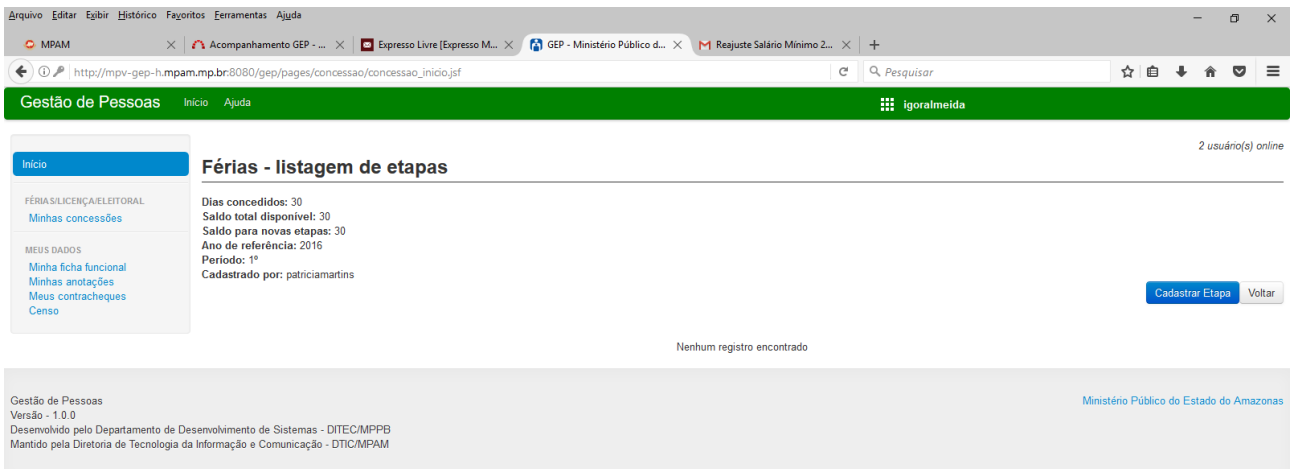 Arquivo Editar Exibir Histórico Favoritos Ferramentas Ajuda
MPAM
Acompanhamento GEP - ...
Expresso Livre [Expresso M...
GEP - Ministério Público d...
Reajuste Salário Mínimo 2...
http://mpv-gep-h.mpam.mp.br:8080/gep/pages/concessao/concessao_inicio.jsf
Pesquisar
Gestão de Pessoas Início Ajuda igoralmeida
2 usuário(s) online
Início
FÉRIAS/LICENÇA/ELEITORAL
Minhas concessões
MEUS DADOS
Minha ficha funcional
Minhas anotações
Meus contracheques
Censo
Férias - listagem de etapas
Dias concedidos: 30
Saldo total disponível: 30
Saldo para novas etapas: 30
Ano de referência: 2016
Período: 1º
Cadastrado por: patriciamartins
Cadastrar Etapa Voltar
Nenhum registro encontrado
Gestão de Pessoas
Versão - 1.0.0
Desenvolvido pelo Departamento de Desenvolvimento de Sistemas - DITEC/MPPB
Mantido pela Diretoria de Tecnologia da Informação e Comunicação - DTIC/MPAM
Ministério Público do Estado do Amazonas